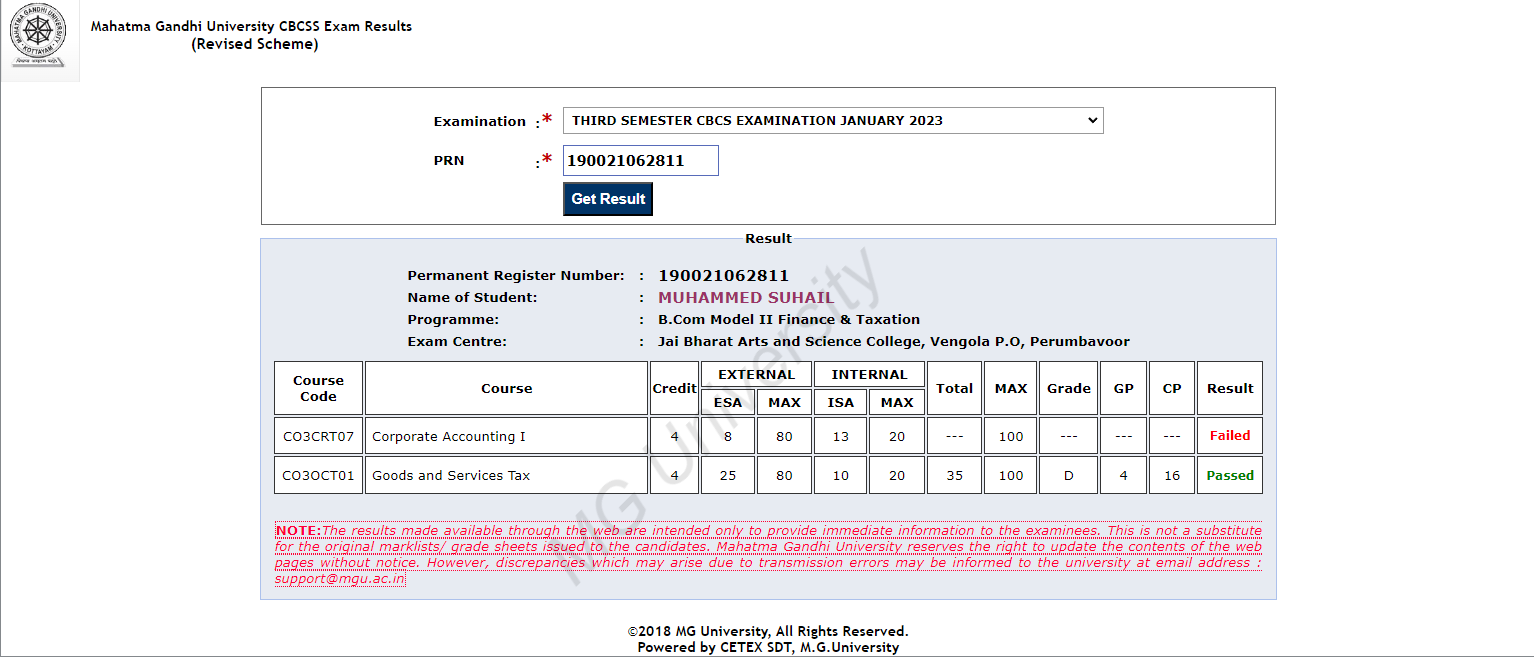 MAHATMA GANDHI UNIVERSITY
KOTTAYAM
Mahatma Gandhi University CBCSS Exam Results
(Revised Scheme)
Examination :* THIRD SEMESTER CBCS EXAMINATION JANUARY 2023
PRN :* 190021062811
Get Result
Result
Permanent Register Number: : 190021062811
Name of Student: : MUHAMMED SUHAIL
Programme: : B.Com Model II Finance & Taxation
Exam Centre: : Jai Bharat Arts and Science College, Vengola P.O, Perumbavoor
Course Code Course Credit EXTERNAL INTERNAL Total MAX Grade GP CP Result
ESA MAX ISA MAX
CO3CRT07 Corporate Accounting I 4 8 80 13 20 --- 100 --- --- --- Failed
CO3OCT01 Goods and Services Tax 4 25 80 10 20 35 100 D 4 16 Passed
MG University
MG University
NOTE:The results made available through the web are intended only to provide immediate information to the examinees. This is not a substitute
for the original marklists/ grade sheets issued to the candidates. Mahatma Gandhi University reserves the right to update the contents of the web
pages without notice. However, discrepancies which may arise due to transmission errors may be informed to the university at email address :
support@mgu.ac.in
©2018 MG University, All Rights Reserved.
Powered by CETEX SDT, M.G.University